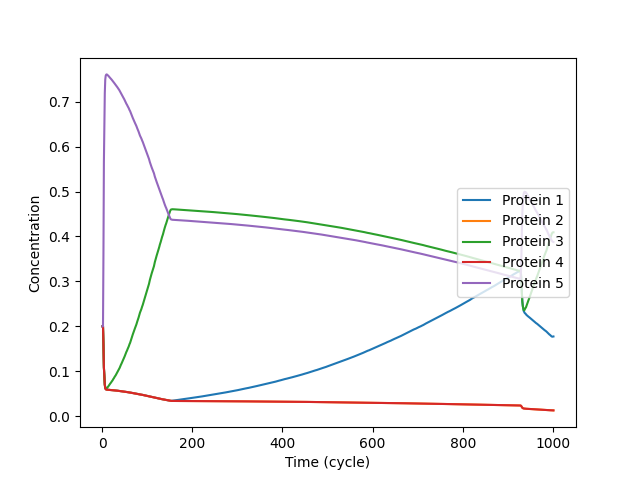 0.7
0.6
0.5
0.4
0.3
0.2
0.1
0.0
Concentration
0
200
400
600
800
1000
Time (cycle)
Protein 1
Protein 2
Protein 3
Protein 4
Protein 5